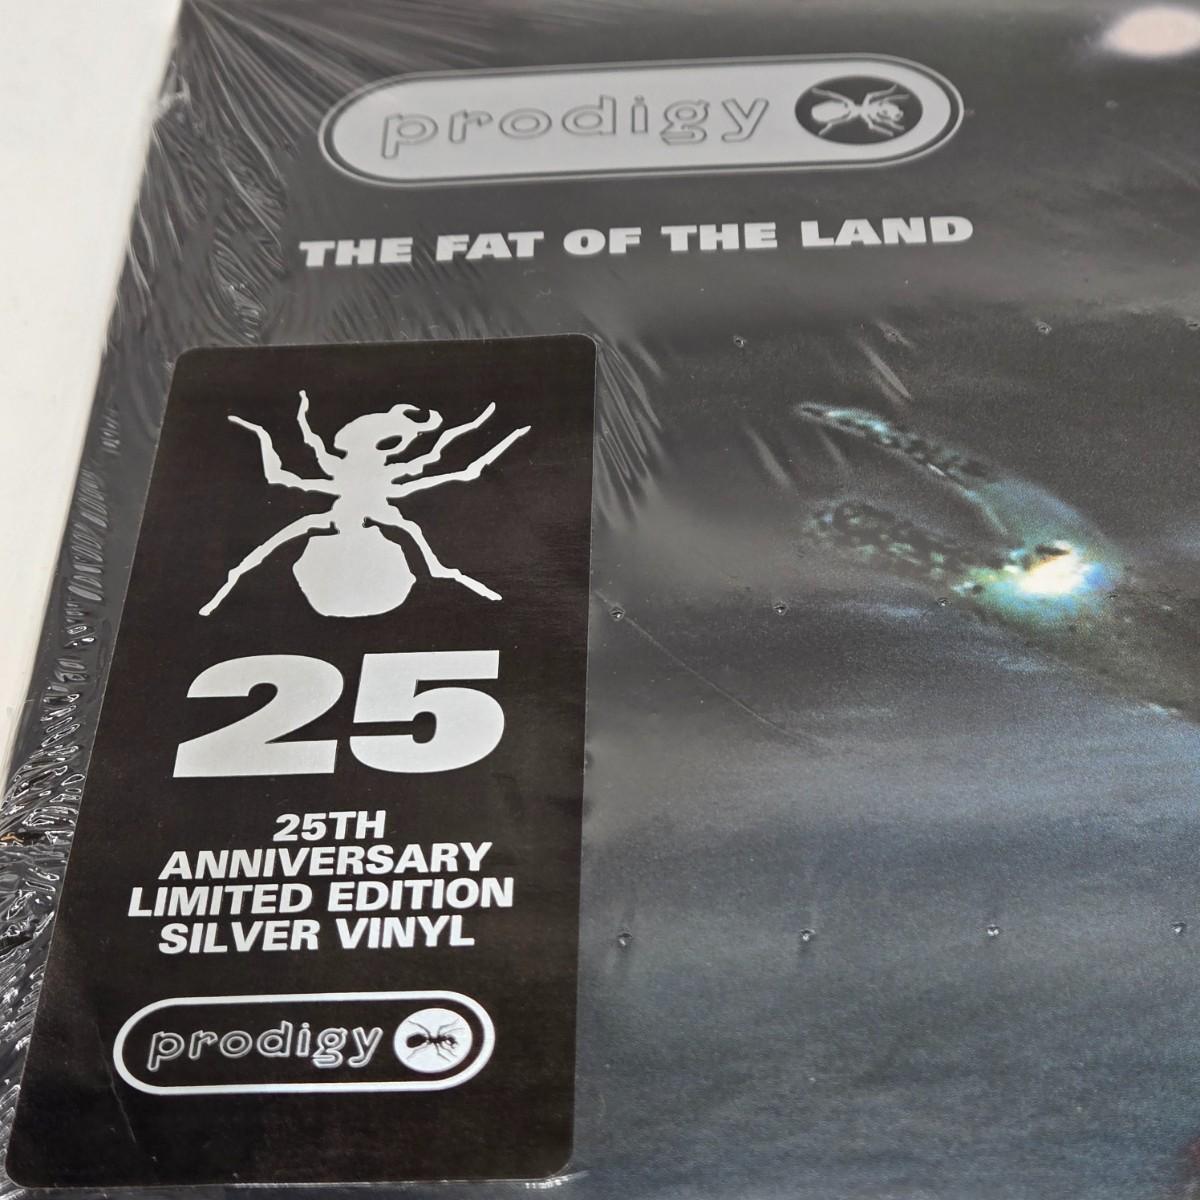 prodigy
THE FAT OF THE LAND
25
25TH
ANNIVERSARY
LIMITED EDITION
SILVER VINYL
prodigy